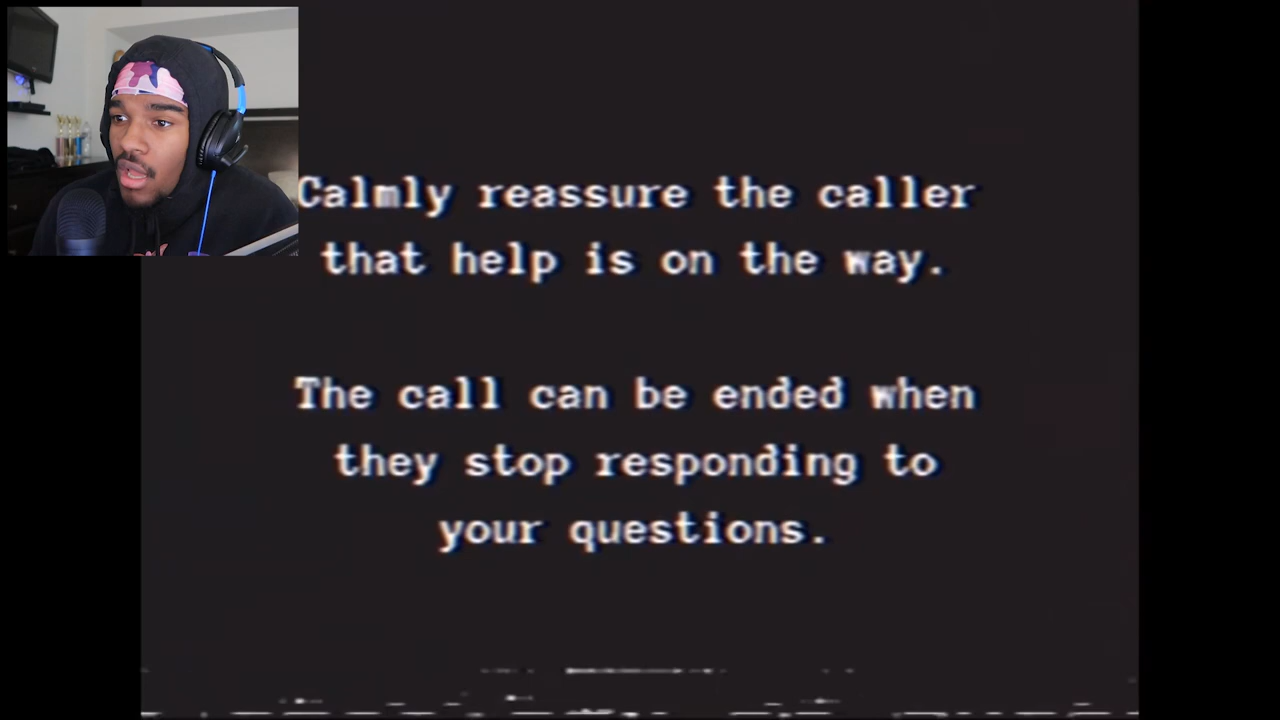 Calmly reassure the caller
that help is on the way.
The call can be ended when
they stop responding to
your questions.